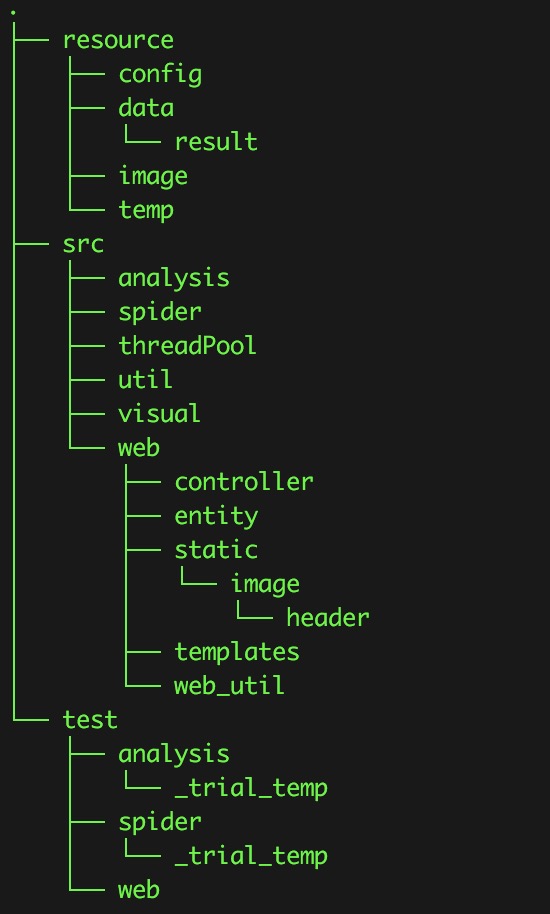 .
├── resource
│   ├── config
│   ├── data
│   │   └── result
│   ├── image
│   └── temp
├── src
│   ├── analysis
│   ├── spider
│   ├── threadPool
│   ├── util
│   ├── visual
│   └── web
│       ├── controller
│       ├── entity
│       ├── static
│       │   └── image
│       │       └── header
│       ├── templates
│       └── web_util
└── test
    ├── analysis
    │   └── _trial_temp
    ├── spider
    │   └── _trial_temp
    └── web